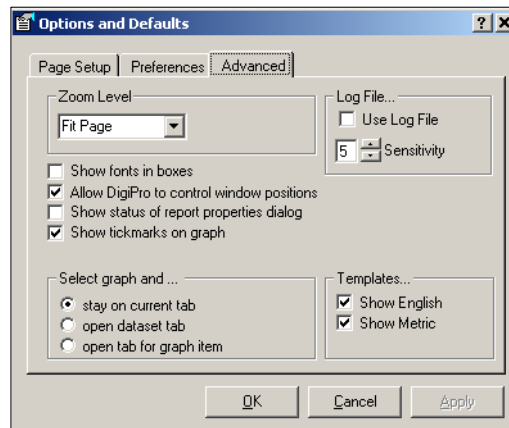 Options and Defaults
Page Setup Preferences Advanced
Zoom Level
Fit Page
Log File...
Use Log File
5 Sensitivity
Show fonts in boxes
Allow DigiPro to control window positions
Show status of report properties dialog
Show tickmarks on graph
Select graph and ...
stay on current tab
open dataset tab
open tab for graph item
Templates...
Show English
Show Metric
OK Cancel Apply